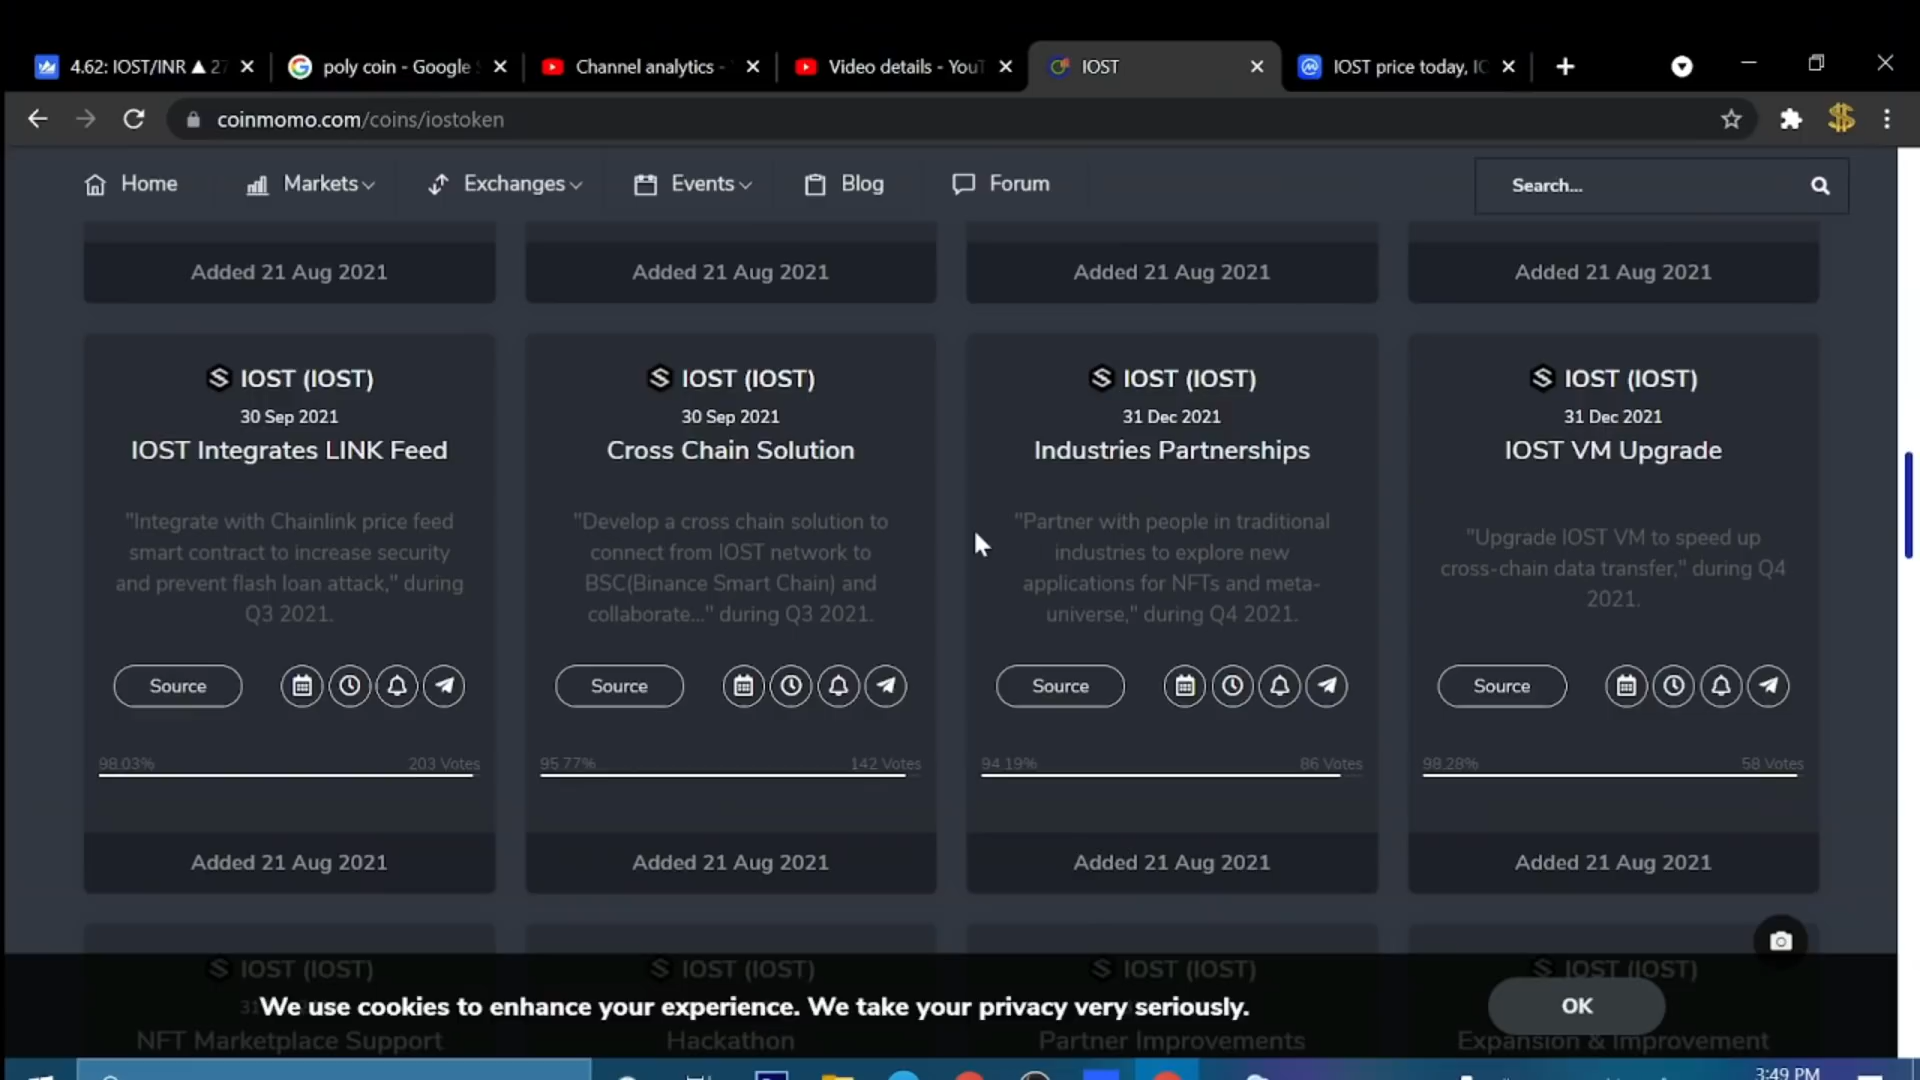 4.62: IOST/INR ▲ 27
poly coin - Google S
Channel analytics -
Video details - YouT
IOST
IOST price today, IO
coinmomo.com/coins/iostoken
Home
Markets
Exchanges
Events
Blog
Forum
Search...
Added 21 Aug 2021
Added 21 Aug 2021
Added 21 Aug 2021
Added 21 Aug 2021
IOST (IOST)
30 Sep 2021
IOST Integrates LINK Feed
"Integrate with Chainlink price feed
smart contract to increase security
and prevent flash loan attack," during
Q3 2021.
Source
98.03%
203 Votes
Added 21 Aug 2021
IOST (IOST)
30 Sep 2021
Cross Chain Solution
"Develop a cross chain solution to
connect from IOST network to
BSC(Binance Smart Chain) and
collaborate..." during Q3 2021.
Source
95.77%
142 Votes
Added 21 Aug 2021
IOST (IOST)
31 Dec 2021
Industries Partnerships
"Partner with people in traditional
industries to explore new
applications for NFTs and meta-
universe," during Q4 2021.
Source
94.19%
86 Votes
Added 21 Aug 2021
IOST (IOST)
31 Dec 2021
IOST VM Upgrade
"Upgrade IOST VM to speed up
cross-chain data transfer," during Q4
2021.
Source
98.28%
58 Votes
Added 21 Aug 2021
IOST (IOST)
IOST (IOST)
IOST (IOST)
IOST (IOST)
We use cookies to enhance your experience. We take your privacy very seriously.
OK
NFT Marketplace Support
Hackathon
Partner Improvements
Expansion & Improvement
3:49 PM